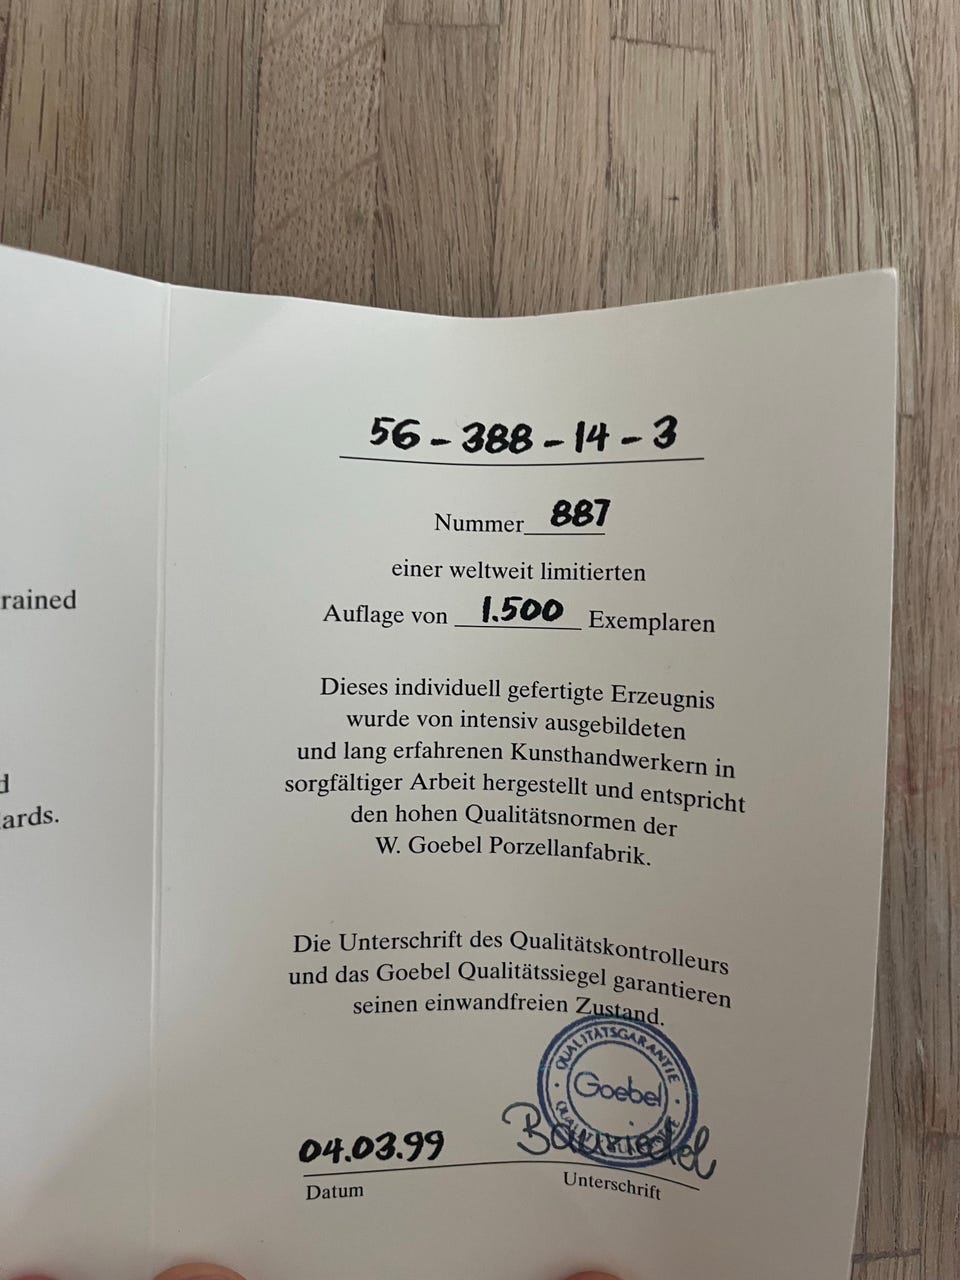 rained
d
ards.
56-388-14-3
Nummer 887
einer weltweit limitierten
Auflage von 1.500 Exemplaren
Dieses individuell gefertigte Erzeugnis
wurde von intensiv ausgebildeten
und lang erfahrenen Kunsthandwerkern in
sorgfältiger Arbeit hergestellt und entspricht
den hohen Qualitätsnormen der
W. Goebel Porzellanfabrik.
Die Unterschrift des Qualitätskontrolleurs
und das Goebel Qualitätssiegel garantieren
seinen einwandfreien Zustand.
QUALITÄTSGARANTIE
Goebel
04.03.99
Datum
Unterschrift